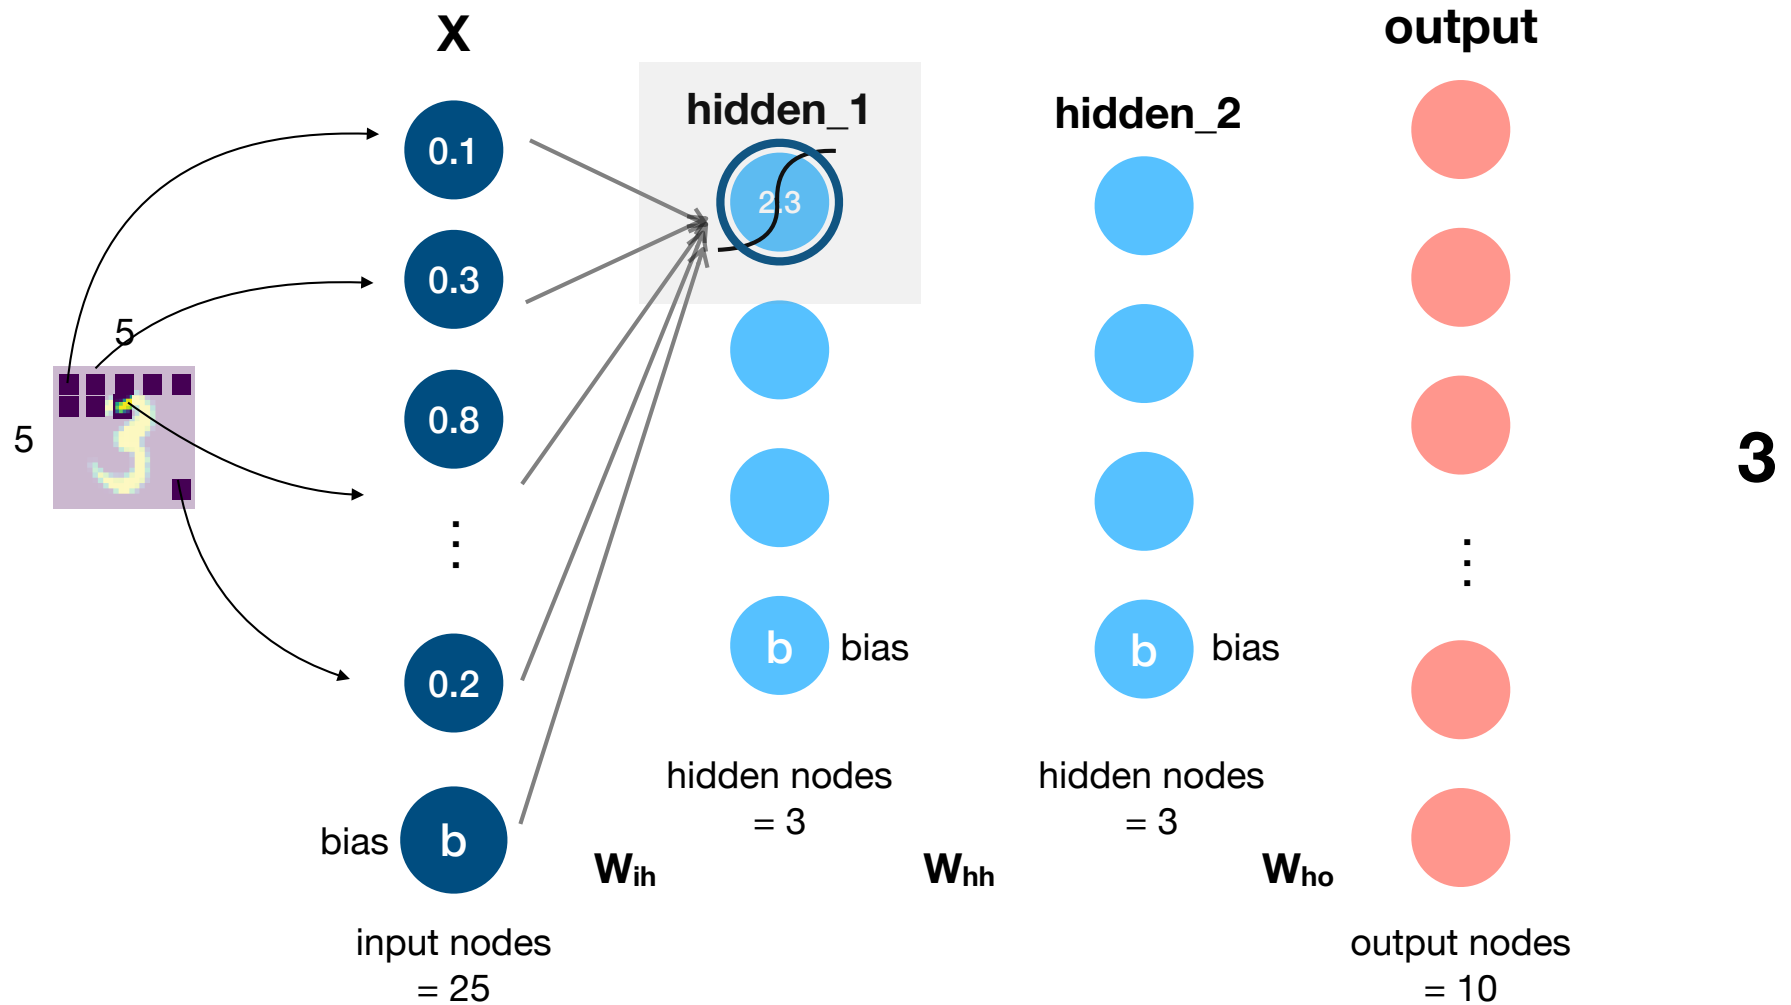 X
output
hidden_1
hidden_2
0.1
2.3
0.3
5
5
0.8
3
⋮
⋮
0.2
b bias
b bias
bias b
hidden nodes
= 3
hidden nodes
= 3
Wih
Whh
Who
input nodes
= 25
output nodes
= 10